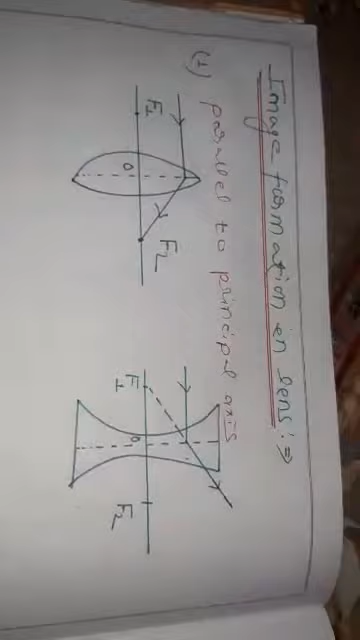 Image formation in lens :⇒
(1) parallel to principal axis
F1
O
F2
F1
O
F2